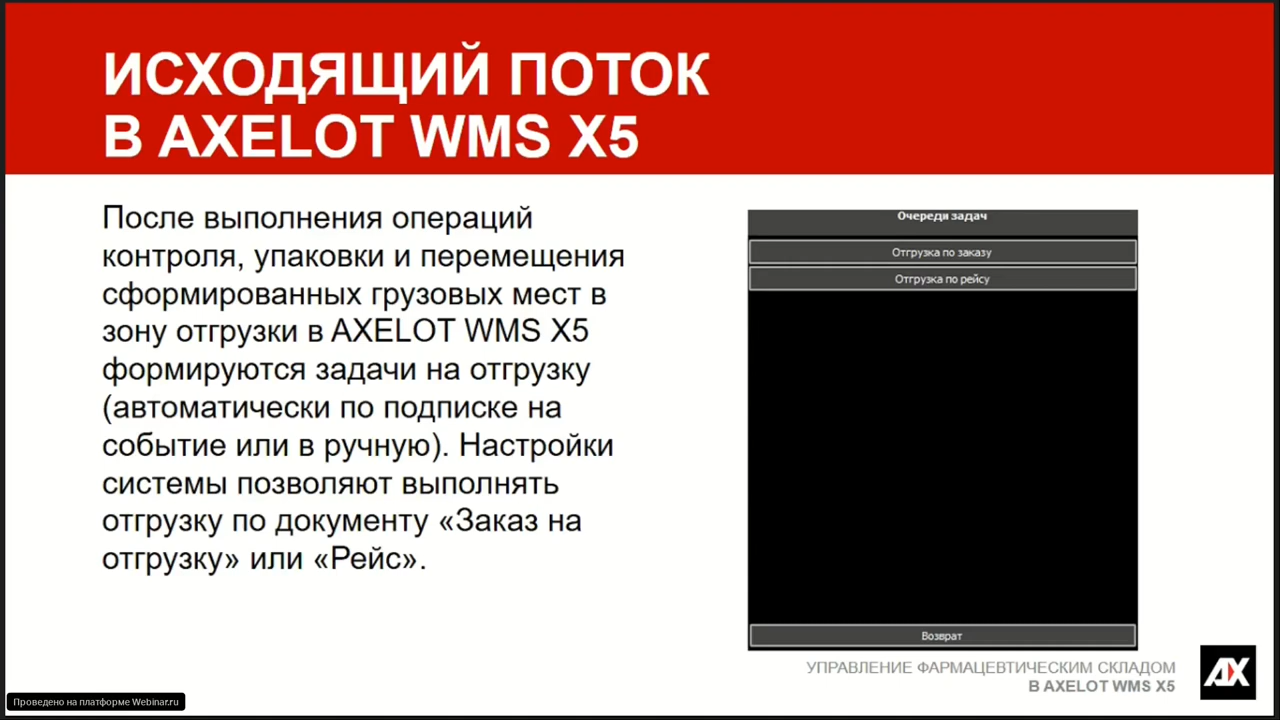 ИСХОДЯЩИЙ ПОТОК
В AXELOT WMS X5
После выполнения операций
контроля, упаковки и перемещения
сформированных грузовых мест в
зону отгрузки в AXELOT WMS X5
формируются задачи на отгрузку
(автоматически по подписке на
событие или в ручную). Настройки
системы позволяют выполнять
отгрузку по документу «Заказ на
отгрузку» или «Рейс».
Очереди задач
Отгрузка по заказу
Отгрузка по рейсу
Возврат
УПРАВЛЕНИЕ ФАРМАЦЕВТИЧЕСКИМ СКЛАДОМ
В AXELOT WMS X5
AX
Проведено на платформе Webinar.ru